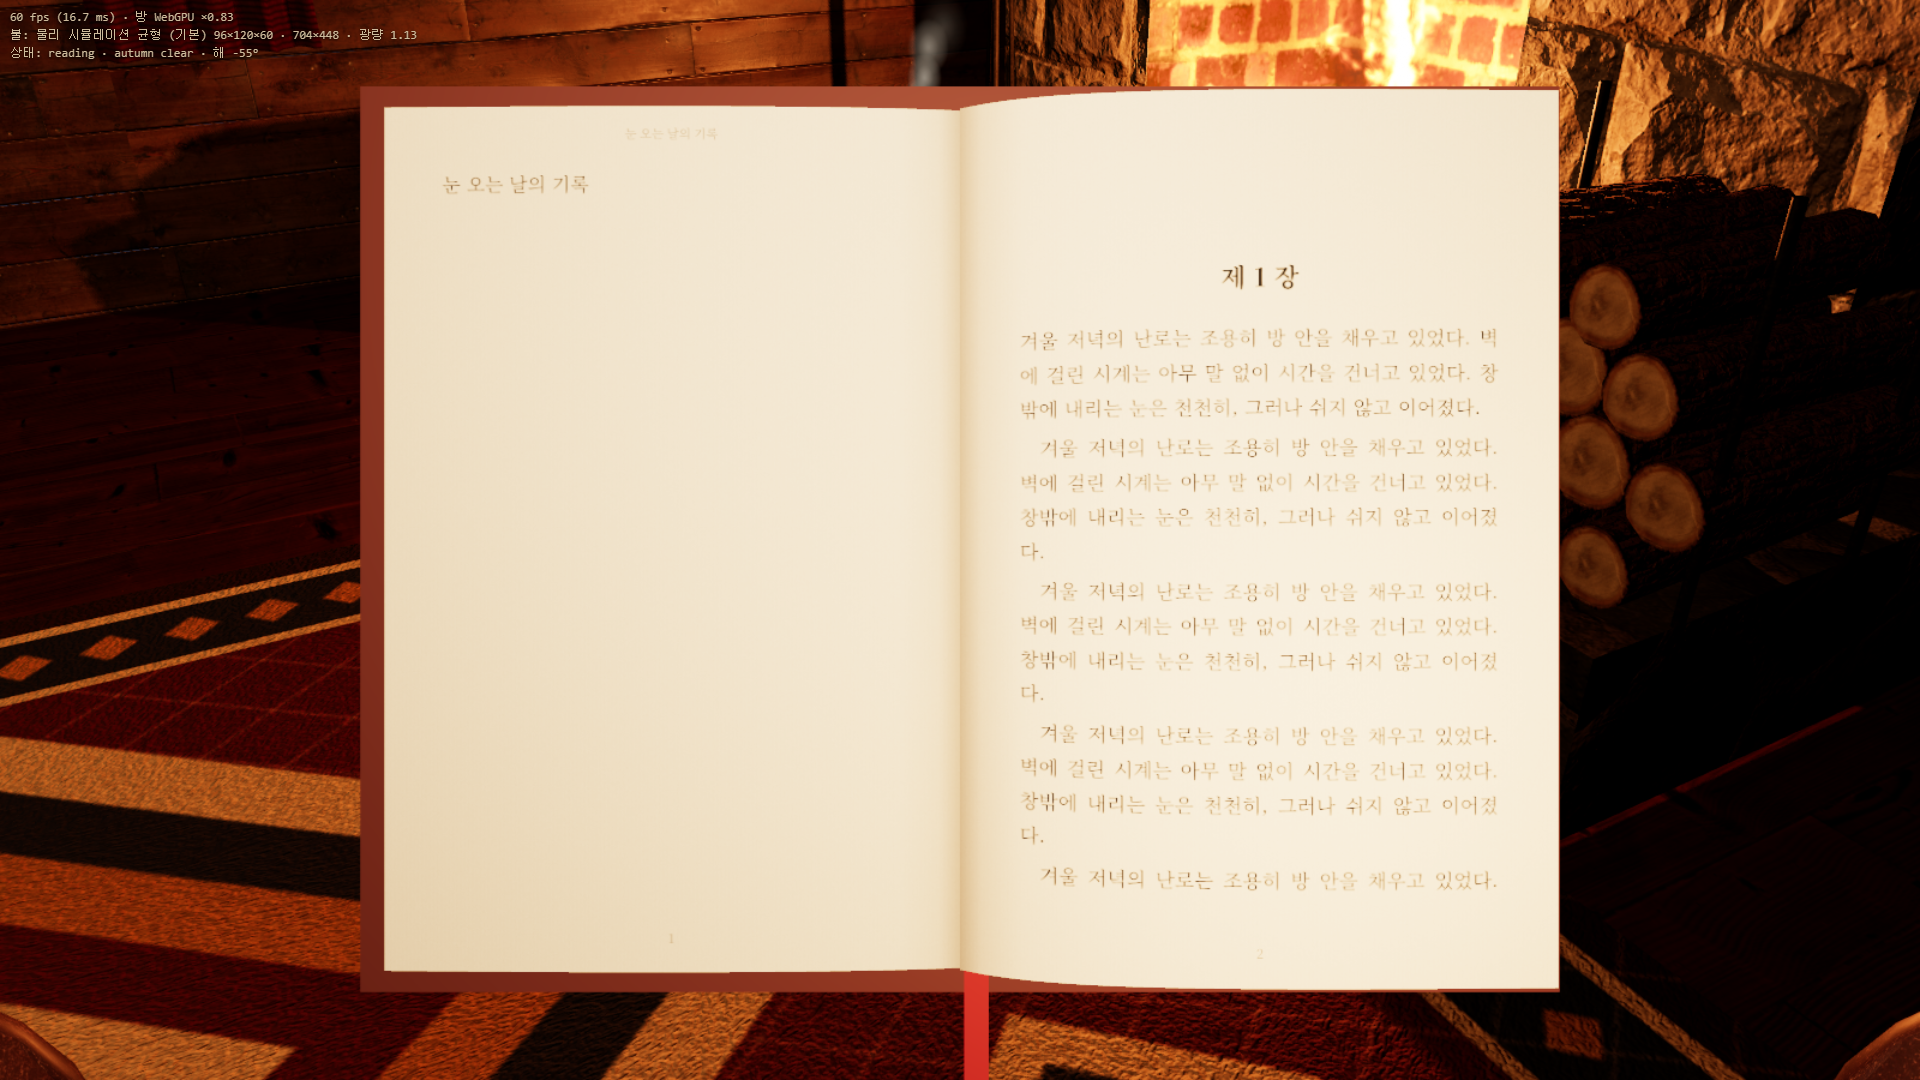 60 fps (16.7 ms) · 방 WebGPU ×0.83
불: 물리 시뮬레이션 균형 (기본) 96×120×60 · 704×448 · 광량 1.13
상태: reading · autumn clear · 해 -55°
눈 오는 날의 기록
눈 오는 날의 기록
1
제 1 장
겨울 저녁의 난로는 조용히 방 안을 채우고 있었다. 벽
에 걸린 시계는 아무 말 없이 시간을 건너고 있었다. 창
밖에 내리는 눈은 천천히, 그러나 쉬지 않고 이어졌다.
겨울 저녁의 난로는 조용히 방 안을 채우고 있었다.
벽에 걸린 시계는 아무 말 없이 시간을 건너고 있었다.
창밖에 내리는 눈은 천천히, 그러나 쉬지 않고 이어졌
다.
겨울 저녁의 난로는 조용히 방 안을 채우고 있었다.
벽에 걸린 시계는 아무 말 없이 시간을 건너고 있었다.
창밖에 내리는 눈은 천천히, 그러나 쉬지 않고 이어졌
다.
겨울 저녁의 난로는 조용히 방 안을 채우고 있었다.
벽에 걸린 시계는 아무 말 없이 시간을 건너고 있었다.
창밖에 내리는 눈은 천천히, 그러나 쉬지 않고 이어졌
다.
겨울 저녁의 난로는 조용히 방 안을 채우고 있었다.
2